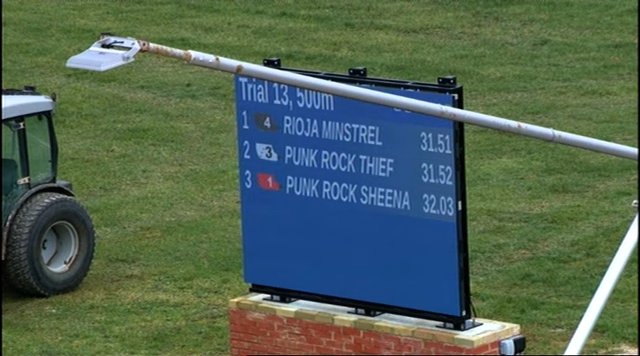 Trial 13, 500m
1 4 RIOJA MINSTREL 31.51
2 3 PUNK ROCK THIEF 31.52
3 1 PUNK ROCK SHEENA 32.03